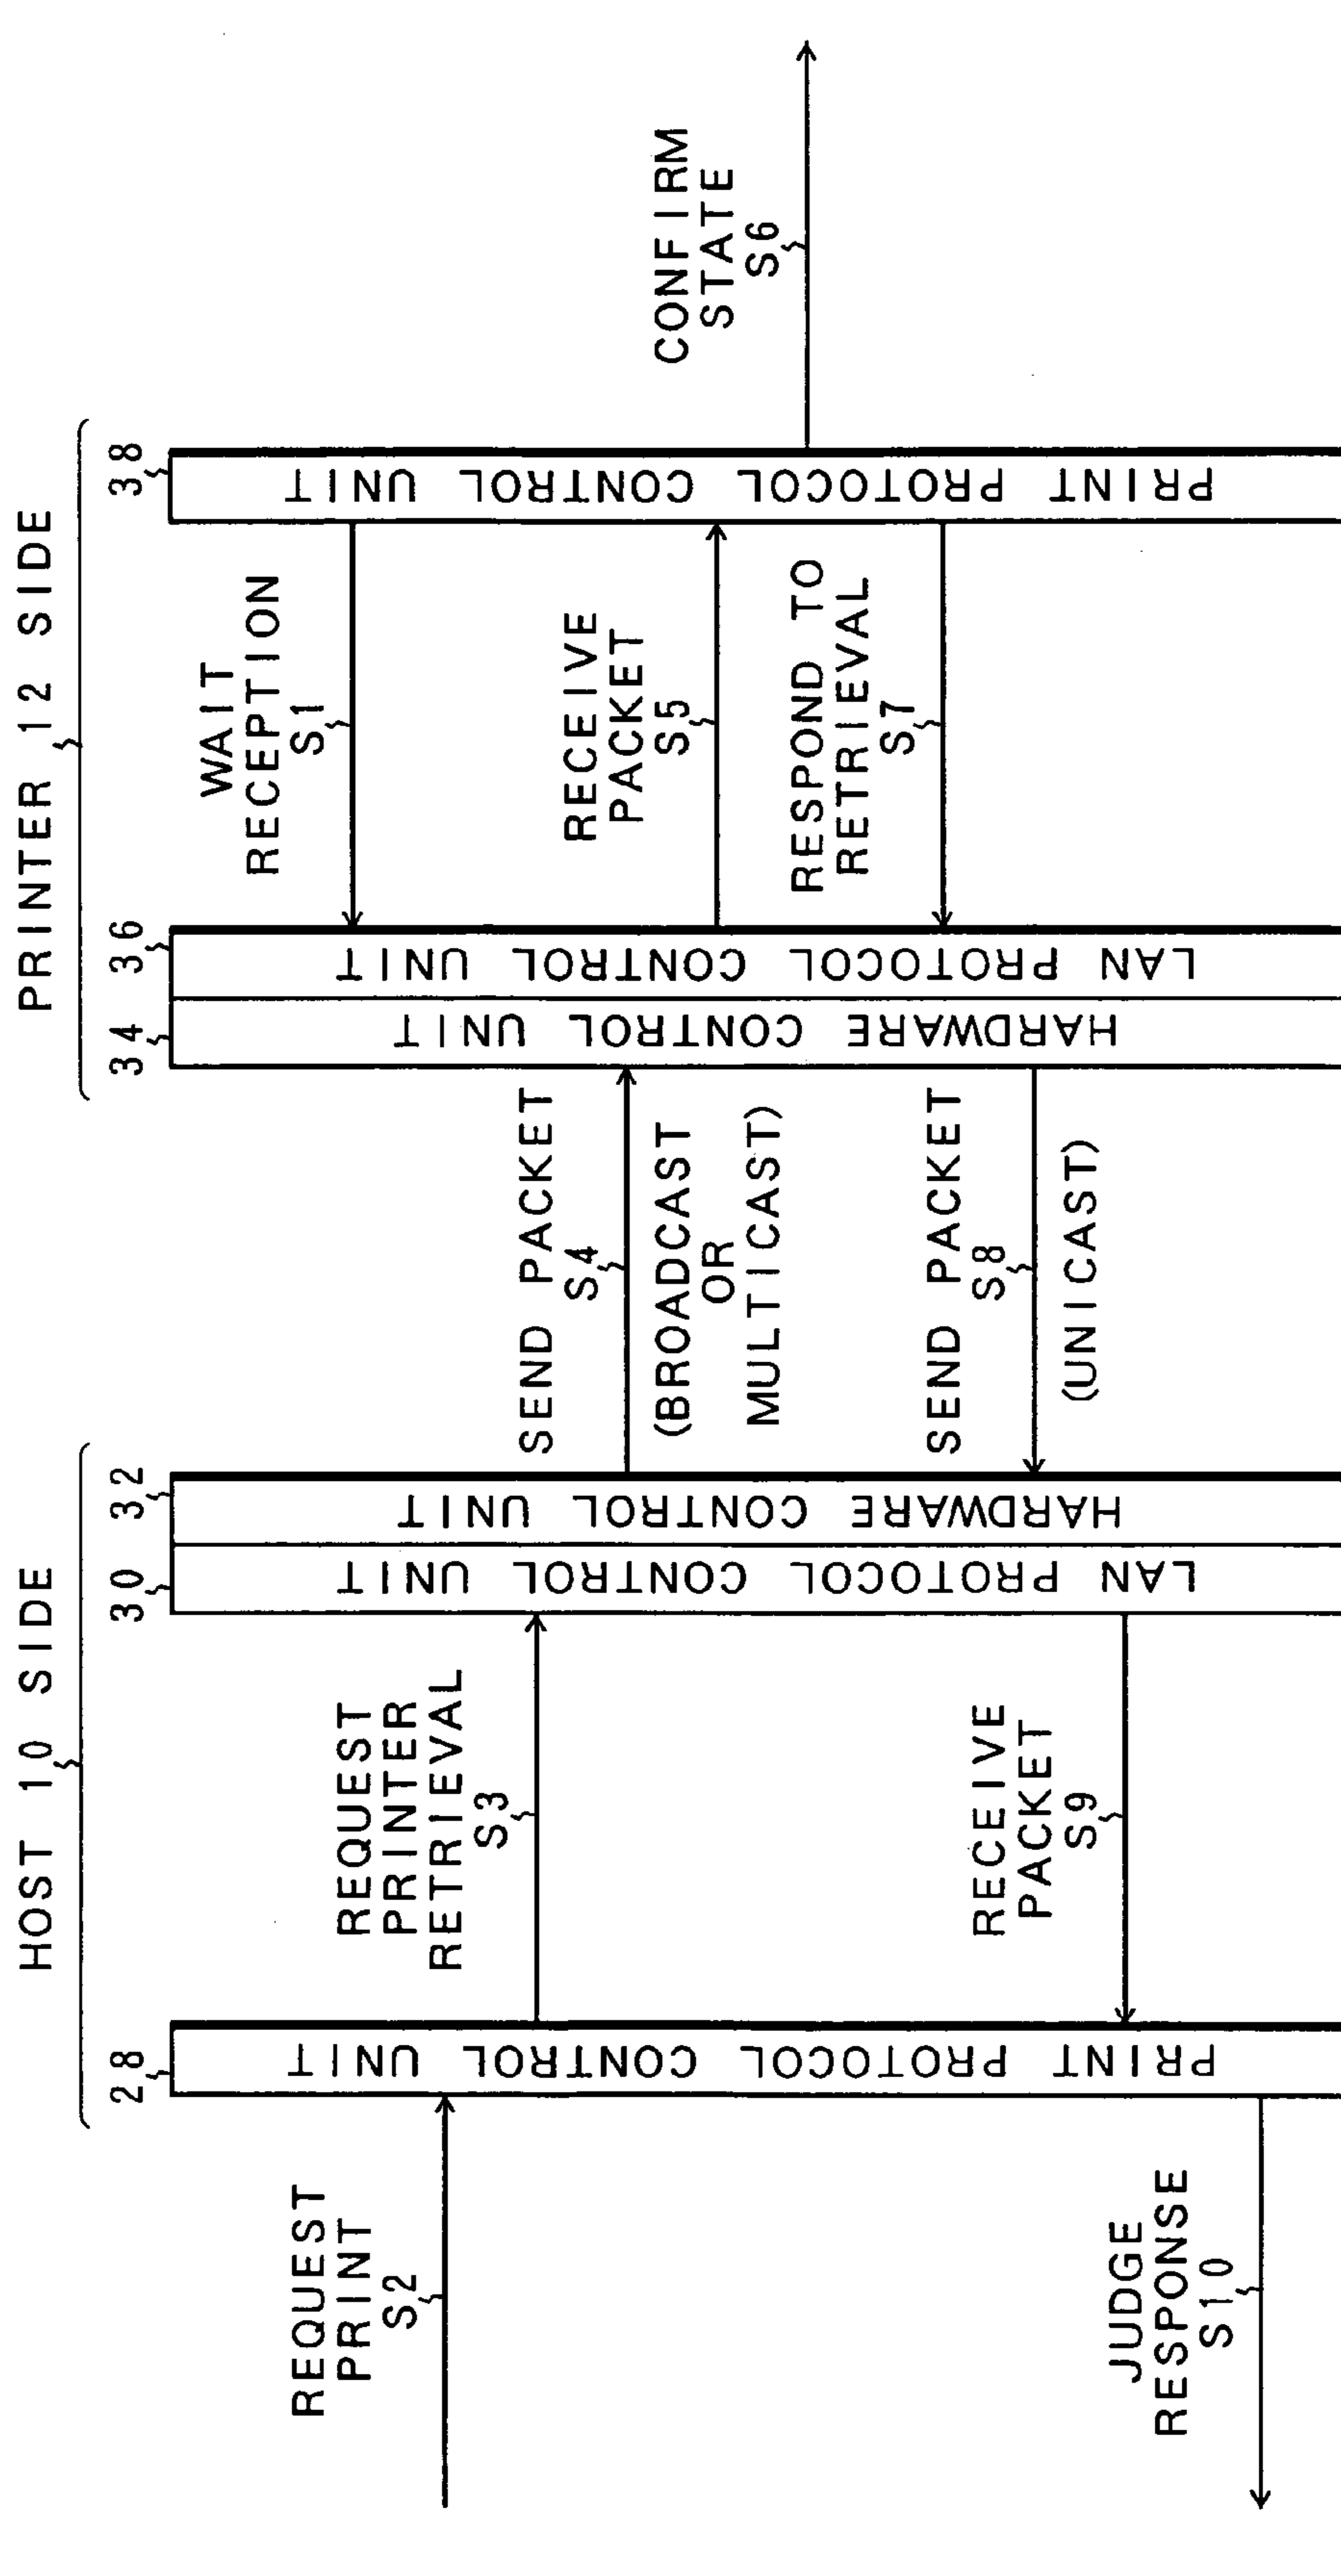 HOST 10 SIDE
PRINTER 12 SIDE
28
30
32
34
36
38
PRINT PROTOCOL CONTROL UNIT
LAN PROTOCOL CONTROL UNIT
HARDWARE CONTROL UNIT
HARDWARE CONTROL UNIT
LAN PROTOCOL CONTROL UNIT
PRINT PROTOCOL CONTROL UNIT
WAIT
RECEPTION
S1
REQUEST
PRINT
S2
REQUEST
PRINTER
RETRIEVAL
S3
SEND PACKET
S4
(BROADCAST
OR
MULTICAST)
RECEIVE
PACKET
S5
CONFIRM
STATE
S6
RESPOND TO
RETRIEVAL
S7
SEND PACKET
S8
(UNICAST)
RECEIVE
PACKET
S9
JUDGE
RESPONSE
S10